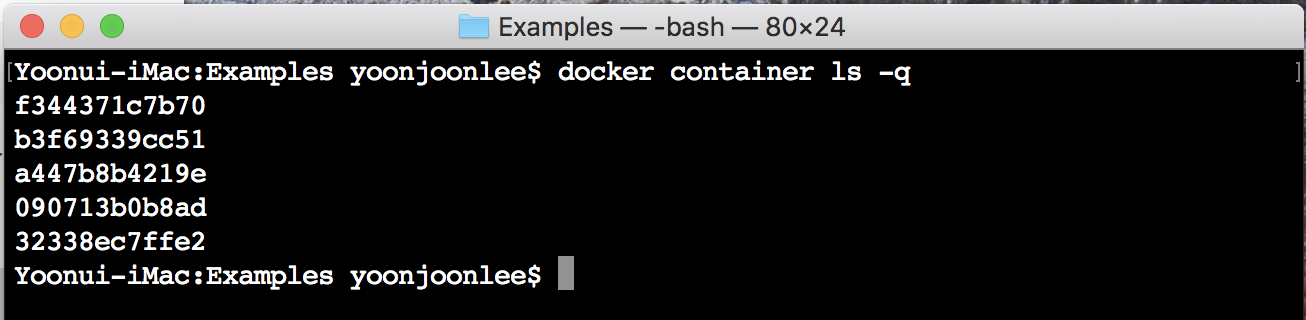 Examples — -bash — 80×24
[Yoonui-iMac:Examples yoonjoonlee$ docker container ls -q ]
f344371c7b70
b3f69339cc51
a447b8b4219e
090713b0b8ad
32338ec7ffe2
Yoonui-iMac:Examples yoonjoonlee$